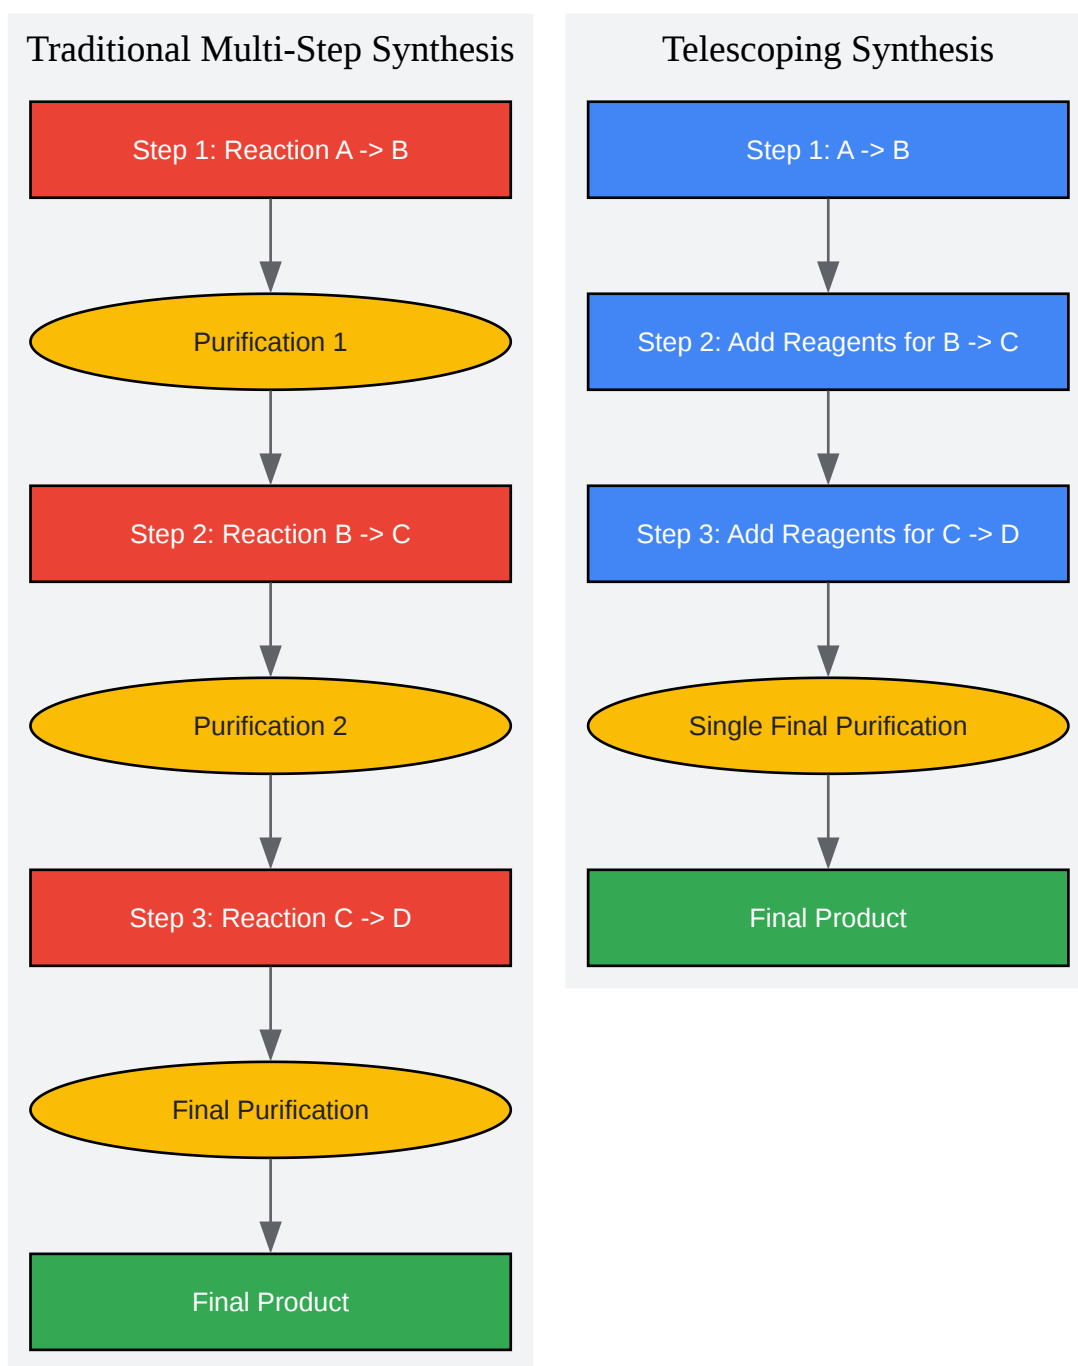 Traditional Multi-Step Synthesis
Step 1: Reaction A -> B
Purification 1
Step 2: Reaction B -> C
Purification 2
Step 3: Reaction C -> D
Final Purification
Final Product
Telescoping Synthesis
Step 1: A -> B
Step 2: Add Reagents for B -> C
Step 3: Add Reagents for C -> D
Single Final Purification
Final Product